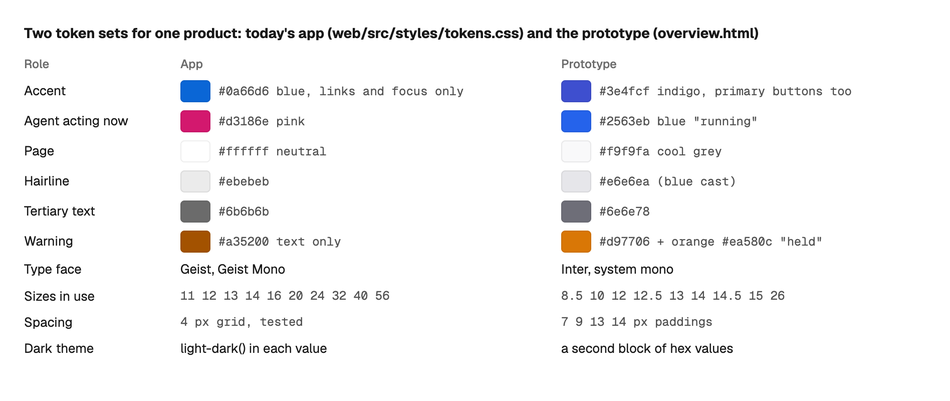 Two token sets for one product: today's app (web/src/styles/tokens.css) and the prototype (overview.html)
Role App Prototype
Accent #0a66d6 blue, links and focus only #3e4fcf indigo, primary buttons too
Agent acting now #d3186e pink #2563eb blue "running"
Page #ffffff neutral #f9f9fa cool grey
Hairline #ebebeb #e6e6ea (blue cast)
Tertiary text #6b6b6b #6e6e78
Warning #a35200 text only #d97706 + orange #ea580c "held"
Type face Geist, Geist Mono Inter, system mono
Sizes in use 11 12 13 14 16 20 24 32 40 56 8.5 10 12 12.5 13 14 14.5 15 26
Spacing 4 px grid, tested 7 9 13 14 px paddings
Dark theme light-dark() in each value a second block of hex values